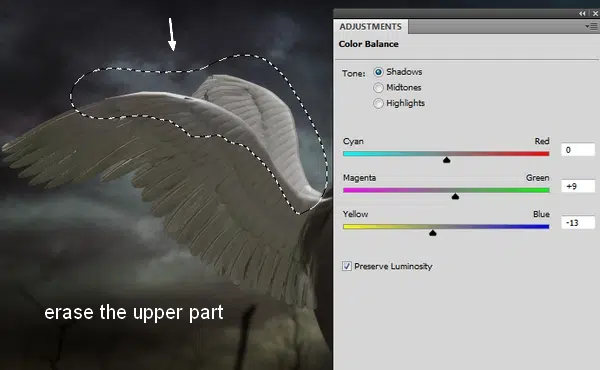 ADJUSTMENTS
Color Balance
Tone:
Shadows
Midtones
Highlights
Cyan Red 0
Magenta Green +9
Yellow Blue -13
Preserve Luminosity
erase the upper part